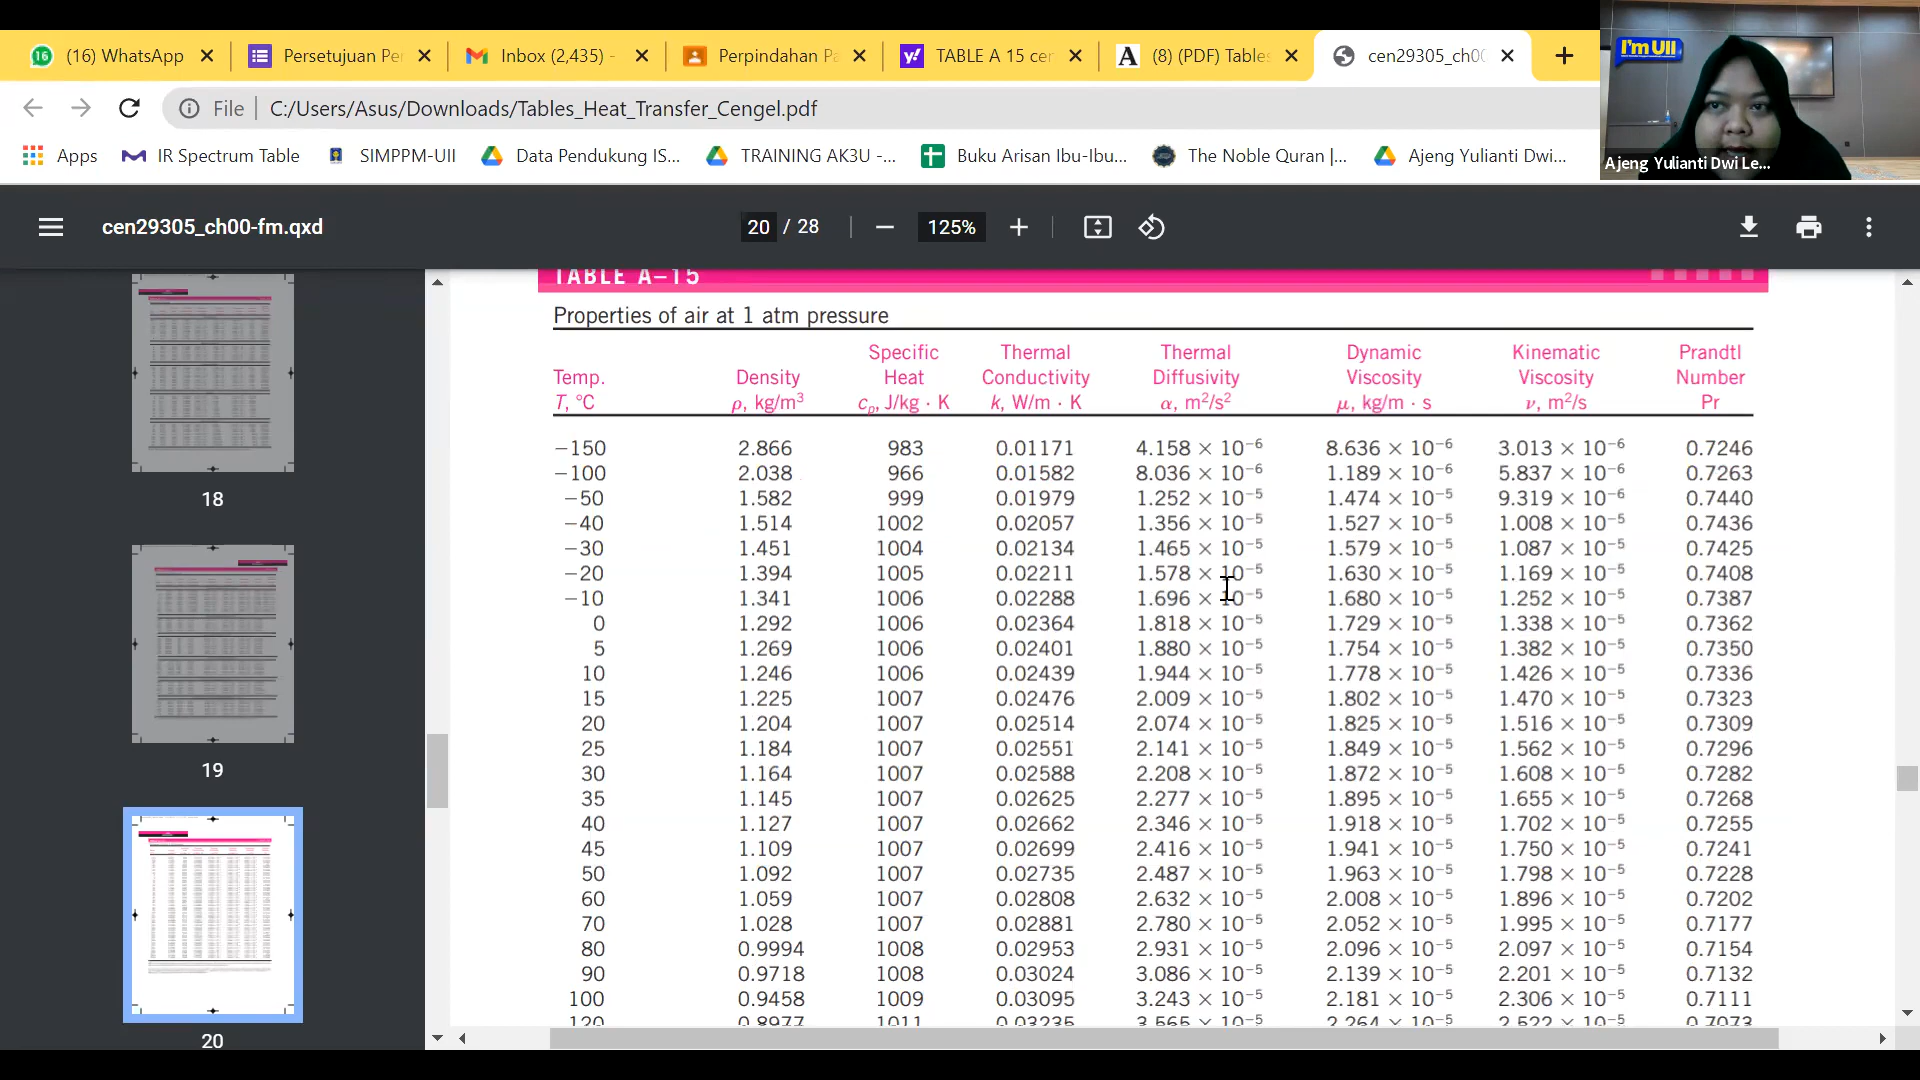 (16) WhatsApp
Persetujuan Per
Inbox (2,435) -
Perpindahan Pa
TABLE A 15 cen
(8) (PDF) Tables
cen29305_ch00
I'm UII
Ajeng Yulianti Dwi Le...
File C:/Users/Asus/Downloads/Tables_Heat_Transfer_Cengel.pdf
Apps IR Spectrum Table SIMPPM-UII Data Pendukung IS... TRAINING AK3U -... Buku Arisan Ibu-Ibu... The Noble Quran |... Ajeng Yulianti Dwi...
cen29305_ch00-fm.qxd 20 / 28 125%
18
19
20
TABLE A–15
Properties of air at 1 atm pressure
Specific Thermal Thermal Dynamic Kinematic Prandtl
Temp. Density Heat Conductivity Diffusivity Viscosity Viscosity Number
T, °C ρ, kg/m³ cp, J/kg · K k, W/m · K α, m²/s² μ, kg/m · s ν, m²/s Pr
−150 2.866 983 0.01171 4.158 × 10⁻⁶ 8.636 × 10⁻⁶ 3.013 × 10⁻⁶ 0.7246
−100 2.038 966 0.01582 8.036 × 10⁻⁶ 1.189 × 10⁻⁶ 5.837 × 10⁻⁶ 0.7263
−50 1.582 999 0.01979 1.252 × 10⁻⁵ 1.474 × 10⁻⁵ 9.319 × 10⁻⁶ 0.7440
−40 1.514 1002 0.02057 1.356 × 10⁻⁵ 1.527 × 10⁻⁵ 1.008 × 10⁻⁵ 0.7436
−30 1.451 1004 0.02134 1.465 × 10⁻⁵ 1.579 × 10⁻⁵ 1.087 × 10⁻⁵ 0.7425
−20 1.394 1005 0.02211 1.578 × 10⁻⁵ 1.630 × 10⁻⁵ 1.169 × 10⁻⁵ 0.7408
−10 1.341 1006 0.02288 1.696 × 10⁻⁵ 1.680 × 10⁻⁵ 1.252 × 10⁻⁵ 0.7387
0 1.292 1006 0.02364 1.818 × 10⁻⁵ 1.729 × 10⁻⁵ 1.338 × 10⁻⁵ 0.7362
5 1.269 1006 0.02401 1.880 × 10⁻⁵ 1.754 × 10⁻⁵ 1.382 × 10⁻⁵ 0.7350
10 1.246 1006 0.02439 1.944 × 10⁻⁵ 1.778 × 10⁻⁵ 1.426 × 10⁻⁵ 0.7336
15 1.225 1007 0.02476 2.009 × 10⁻⁵ 1.802 × 10⁻⁵ 1.470 × 10⁻⁵ 0.7323
20 1.204 1007 0.02514 2.074 × 10⁻⁵ 1.825 × 10⁻⁵ 1.516 × 10⁻⁵ 0.7309
25 1.184 1007 0.02551 2.141 × 10⁻⁵ 1.849 × 10⁻⁵ 1.562 × 10⁻⁵ 0.7296
30 1.164 1007 0.02588 2.208 × 10⁻⁵ 1.872 × 10⁻⁵ 1.608 × 10⁻⁵ 0.7282
35 1.145 1007 0.02625 2.277 × 10⁻⁵ 1.895 × 10⁻⁵ 1.655 × 10⁻⁵ 0.7268
40 1.127 1007 0.02662 2.346 × 10⁻⁵ 1.918 × 10⁻⁵ 1.702 × 10⁻⁵ 0.7255
45 1.109 1007 0.02699 2.416 × 10⁻⁵ 1.941 × 10⁻⁵ 1.750 × 10⁻⁵ 0.7241
50 1.092 1007 0.02735 2.487 × 10⁻⁵ 1.963 × 10⁻⁵ 1.798 × 10⁻⁵ 0.7228
60 1.059 1007 0.02808 2.632 × 10⁻⁵ 2.008 × 10⁻⁵ 1.896 × 10⁻⁵ 0.7202
70 1.028 1007 0.02881 2.780 × 10⁻⁵ 2.052 × 10⁻⁵ 1.995 × 10⁻⁵ 0.7177
80 0.9994 1008 0.02953 2.931 × 10⁻⁵ 2.096 × 10⁻⁵ 2.097 × 10⁻⁵ 0.7154
90 0.9718 1008 0.03024 3.086 × 10⁻⁵ 2.139 × 10⁻⁵ 2.201 × 10⁻⁵ 0.7132
100 0.9458 1009 0.03095 3.243 × 10⁻⁵ 2.181 × 10⁻⁵ 2.306 × 10⁻⁵ 0.7111
120 0.8977 1011 0.03235 3.565 × 10⁻⁵ 2.264 × 10⁻⁵ 2.522 × 10⁻⁵ 0.7073